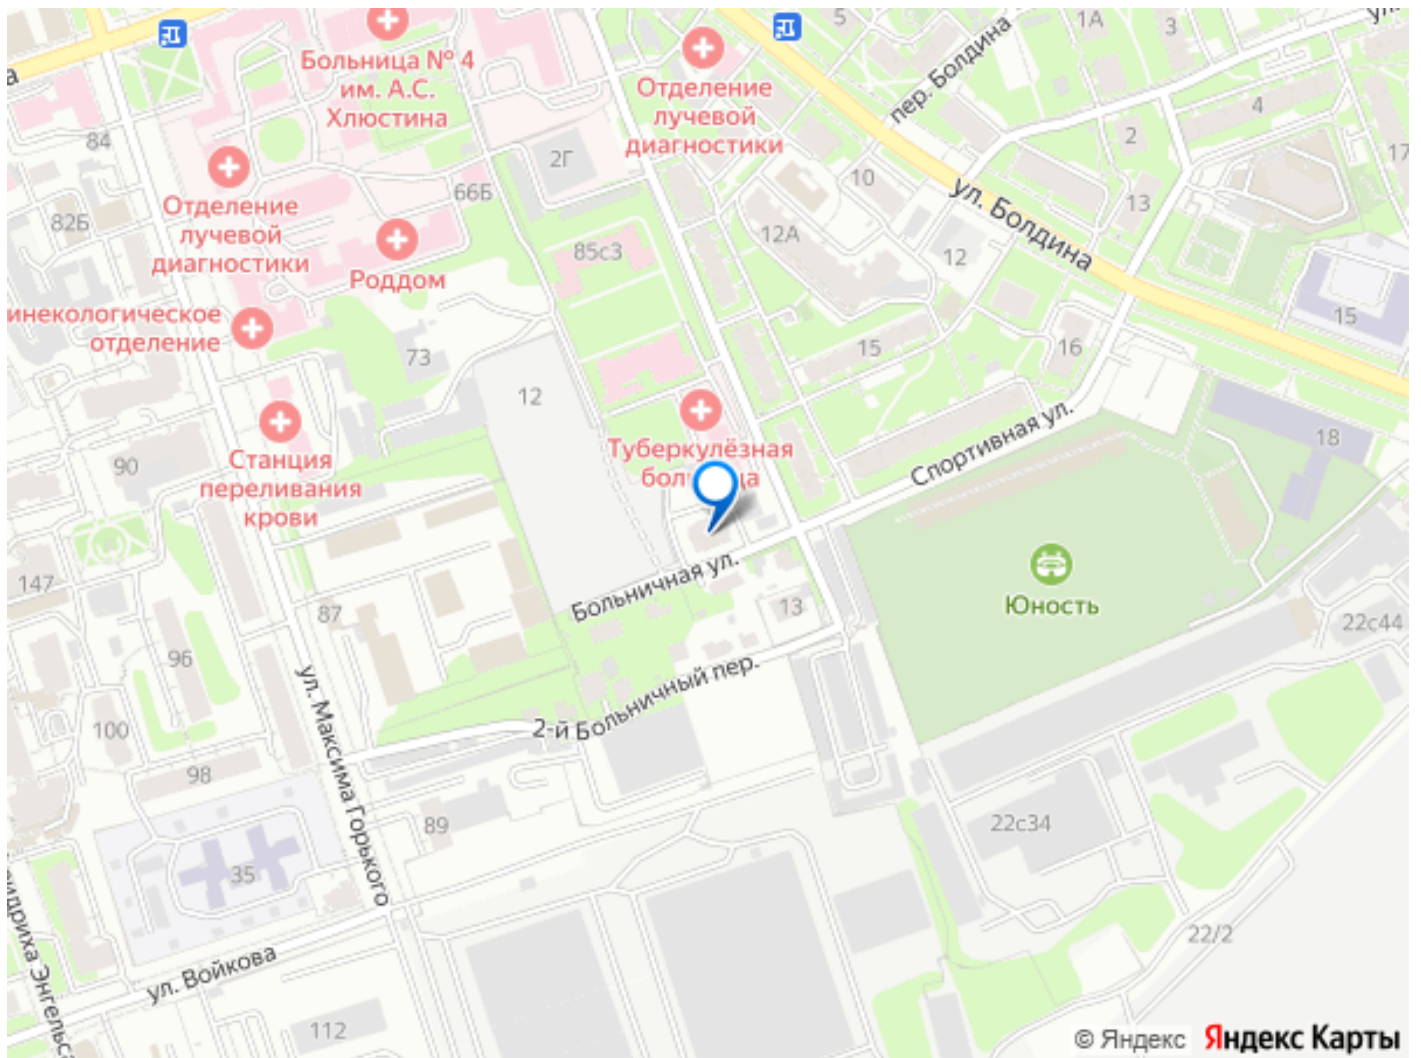 5
1А
3
Больница № 4
им. А.С.
Хлюстина
Отделение
лучевой
диагностики
пер. Болдина
4
2
17
84
2Г
66Б
10
13
82Б
Отделение
лучевой
диагностики
Роддом
85с3
12А
12
ул. Болдина
15
инекологическое
отделение
73
15
16
12
Туберкулёзная
Спортивная ул.
18
90
Станция
переливания
крови
147
87
Больничная ул.
13
Юность
22с44
96
100
98
ул. Максима Горького
2-й Больничный пер.
89
35
22с34
22/2
идриха Энгельса
ул. Войкова
112
© Яндекс Яндекс Карты